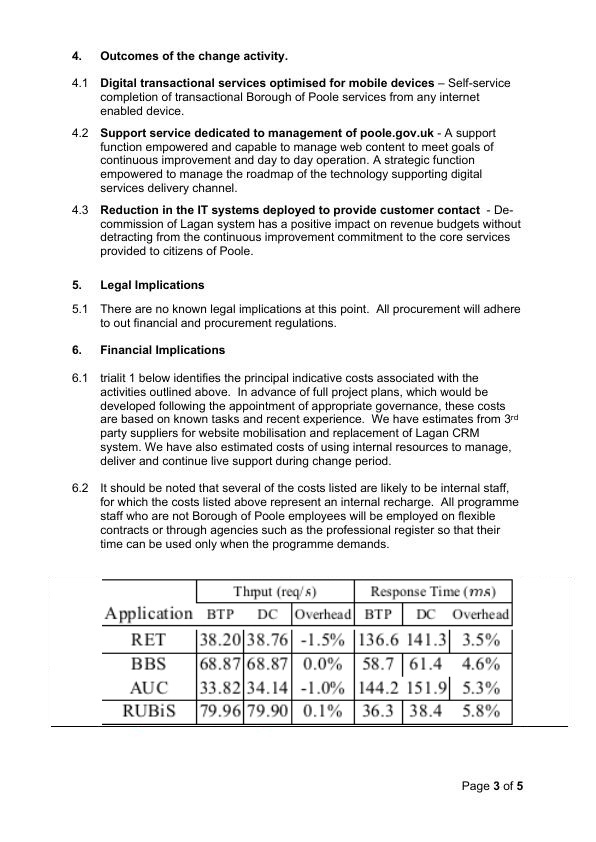 4. Outcomes of the change activity.
4.1 Digital transactional services optimised for mobile devices – Self-service
completion of transactional Borough of Poole services from any internet
enabled device.
4.2 Support service dedicated to management of poole.gov.uk - A support
function empowered and capable to manage web content to meet goals of
continuous improvement and day to day operation. A strategic function
empowered to manage the roadmap of the technology supporting digital
services delivery channel.
4.3 Reduction in the IT systems deployed to provide customer contact - De-
commission of Lagan system has a positive impact on revenue budgets without
detracting from the continuous improvement commitment to the core services
provided to citizens of Poole.
5. Legal Implications
5.1 There are no known legal implications at this point. All procurement will adhere
to out financial and procurement regulations.
6. Financial Implications
6.1 trialit 1 below identifies the principal indicative costs associated with the
activities outlined above. In advance of full project plans, which would be
developed following the appointment of appropriate governance, these costs
are based on known tasks and recent experience. We have estimates from 3rd
party suppliers for website mobilisation and replacement of Lagan CRM
system. We have also estimated costs of using internal resources to manage,
deliver and continue live support during change period.
6.2 It should be noted that several of the costs listed are likely to be internal staff,
for which the costs listed above represent an internal recharge. All programme
staff who are not Borough of Poole employees will be employed on flexible
contracts or through agencies such as the professional register so that their
time can be used only when the programme demands.
Thrput (req/s) Response Time (ms)
Application BTP DC Overhead BTP DC Overhead
RET 38.20 38.76 -1.5% 136.6 141.3 3.5%
BBS 68.87 68.87 0.0% 58.7 61.4 4.6%
AUC 33.82 34.14 -1.0% 144.2 151.9 5.3%
RUBiS 79.96 79.90 0.1% 36.3 38.4 5.8%
Page 3 of 5